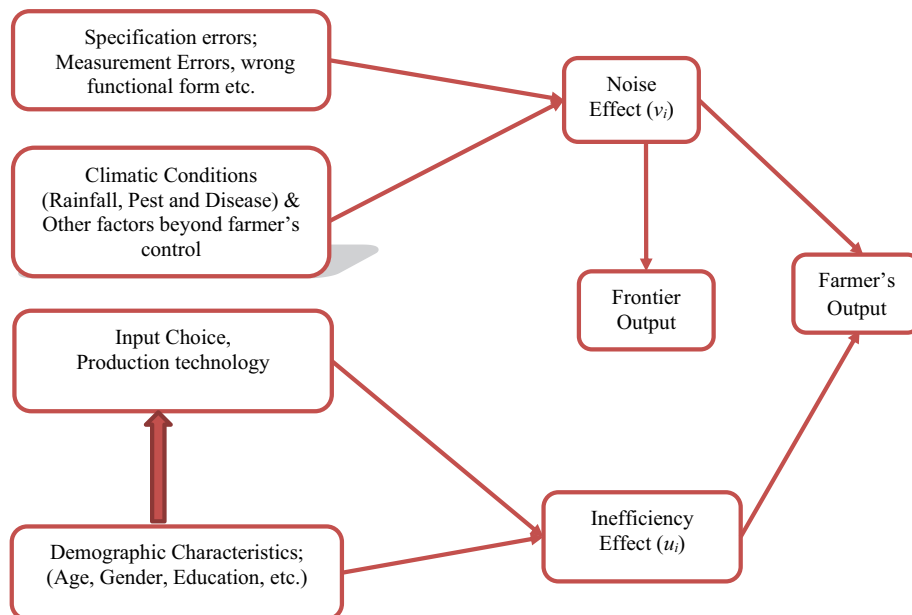 Specification errors;
Measurement Errors, wrong
functional form etc.
Noise
Effect (vi)
Climatic Conditions
(Rainfall, Pest and Disease) &
Other factors beyond farmer’s
control
Frontier
Output
Farmer’s
Output
Input Choice,
Production technology
Inefficiency
Effect (ui)
Demographic Characteristics;
(Age, Gender, Education, etc.)